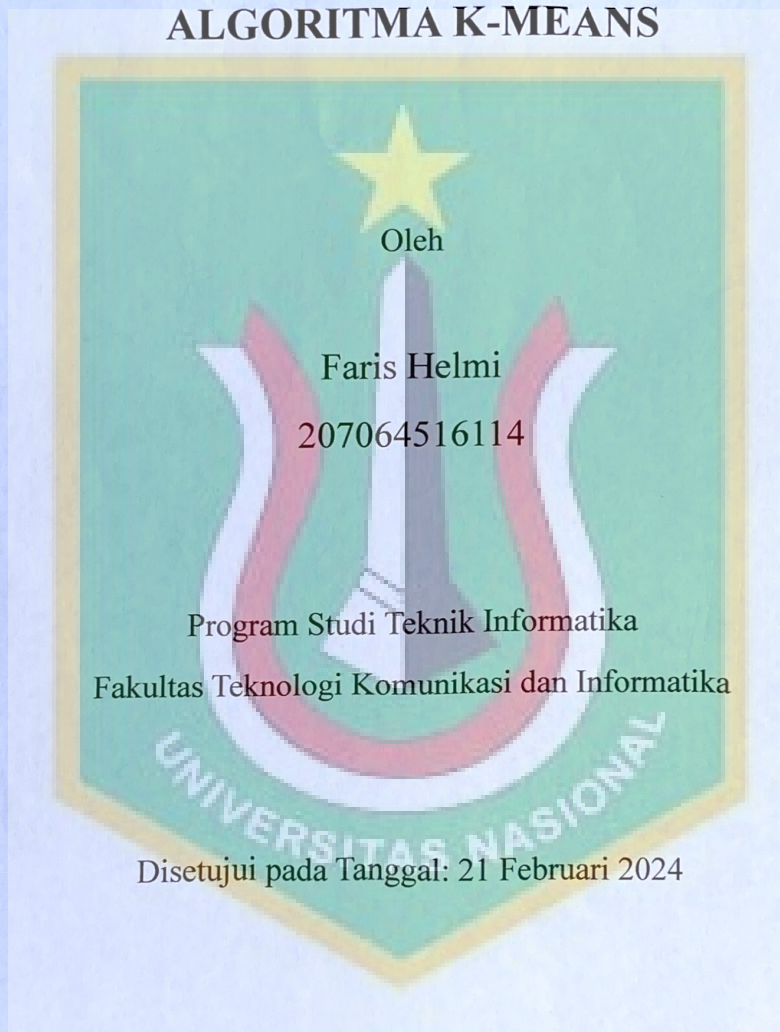 ALGORITMA K-MEANS
Oleh
Faris Helmi
207064516114
Program Studi Teknik Informatika
Fakultas Teknologi Komunikasi dan Informatika
UNIVERSITAS NASIONAL
Disetujui pada Tanggal: 21 Februari 2024